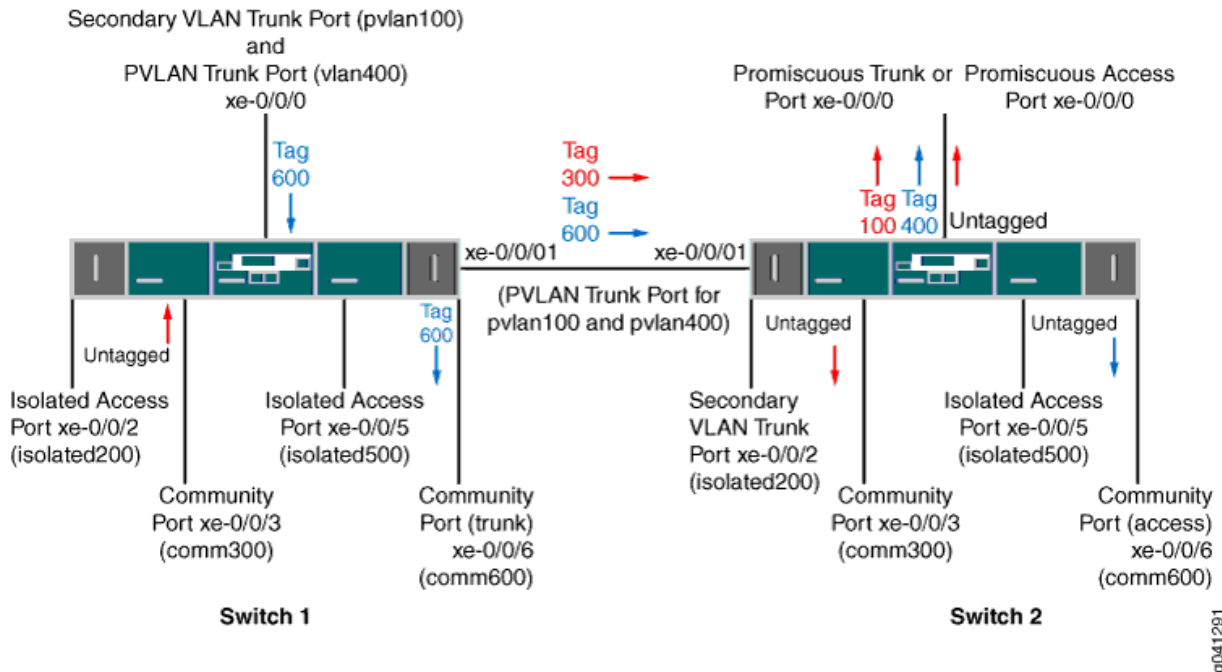 Secondary VLAN Trunk Port (pvlan100)
and
PVLAN Trunk Port (vlan400)
xe-0/0/0
Promiscuous Trunk or
Port xe-0/0/0
Promiscuous Access
Port xe-0/0/0
Tag
600
Tag
300
Tag
600
Tag
100
Tag
400
Untagged
xe-0/0/01
xe-0/0/01
(PVLAN Trunk Port for
pvlan100 and pvlan400)
Untagged
Tag
600
Untagged
Untagged
Isolated Access
Port xe-0/0/2
(isolated200)
Isolated Access
Port xe-0/0/5
(isolated500)
Secondary
VLAN Trunk
Port xe-0/0/2
(isolated200)
Isolated Access
Port xe-0/0/5
(isolated500)
Community
Port xe-0/0/3
(comm300)
Community
Port (trunk)
xe-0/0/6
(comm600)
Community
Port xe-0/0/3
(comm300)
Community
Port (access)
xe-0/0/6
(comm600)
Switch 1
Switch 2
g041291